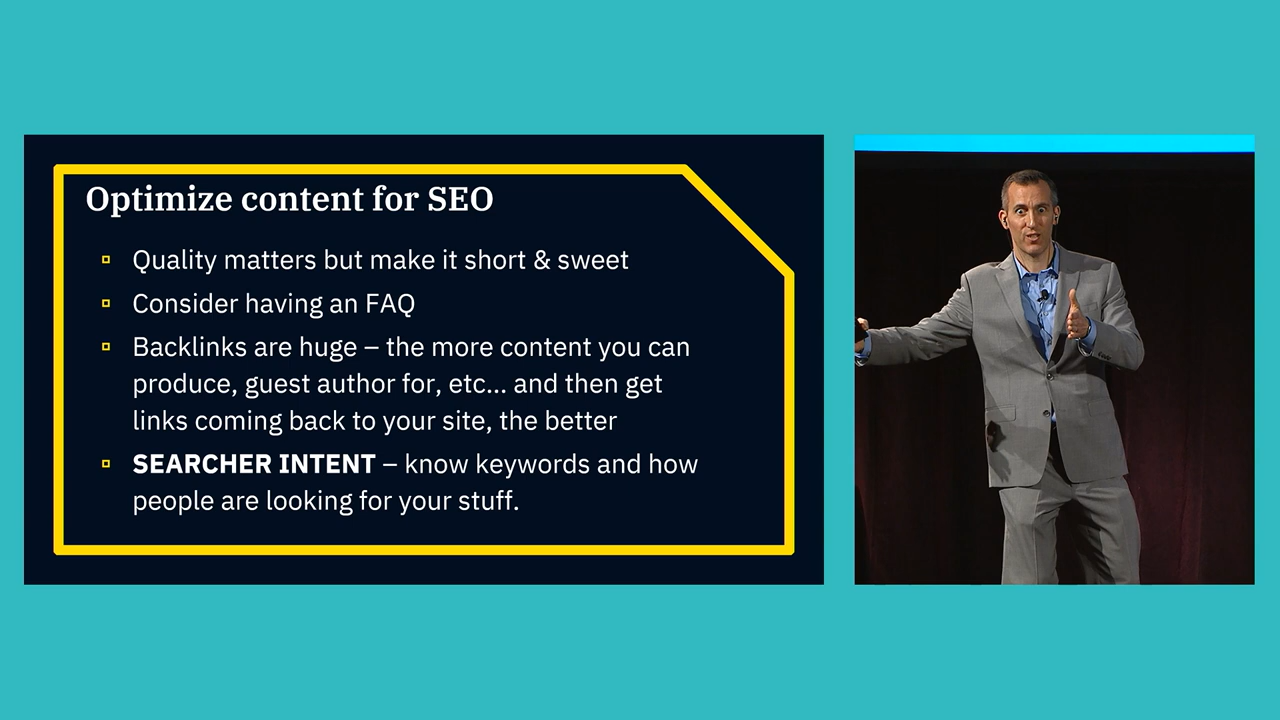 Optimize content for SEO
Quality matters but make it short & sweet
Consider having an FAQ
Backlinks are huge – the more content you can
produce, guest author for, etc... and then get
links coming back to your site, the better
SEARCHER INTENT – know keywords and how
people are looking for your stuff.